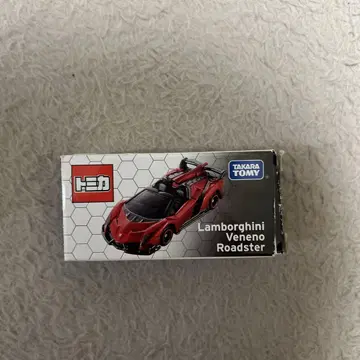 トミカ
TAKARA
TOMY
Lamborghini
Veneno
Roadster